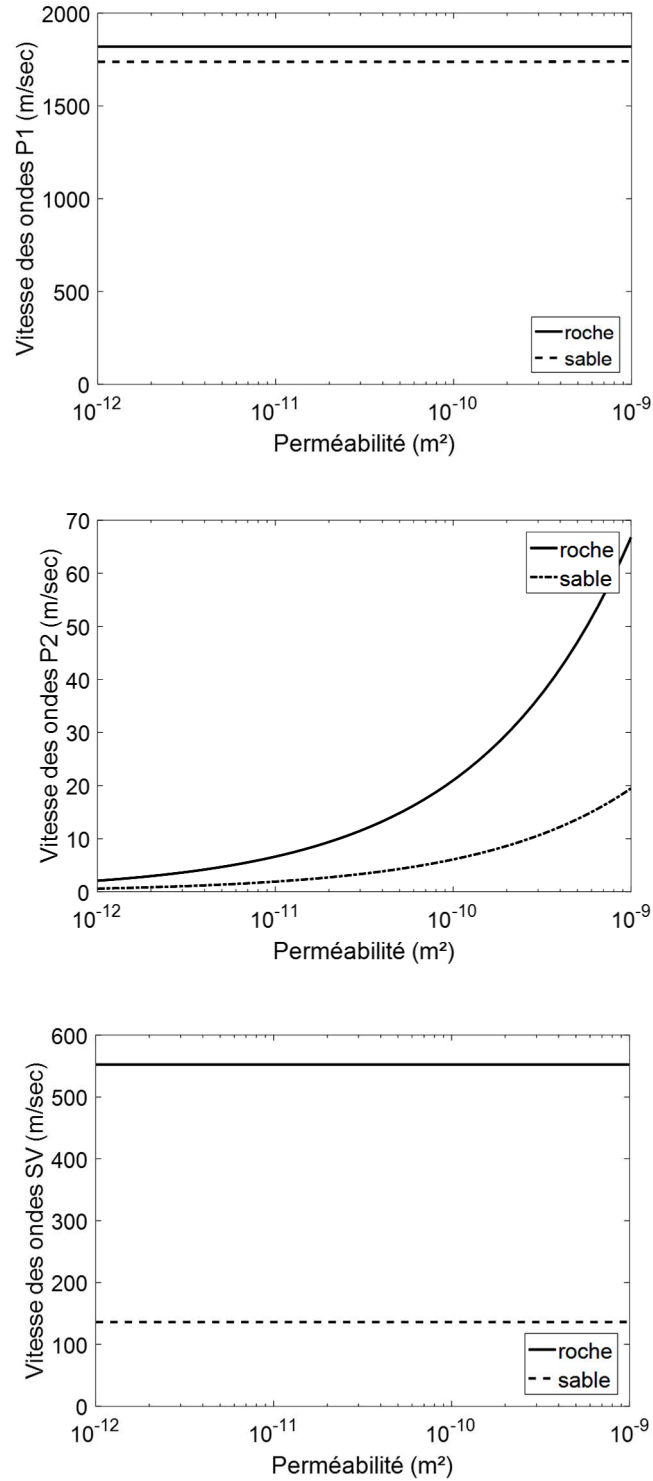 Vitesse des ondes P1 (m/sec)
2000
1500
1000
500
0
roche
sable
10-12
10-11
10-10
10-9
Perméabilité (m²)
Vitesse des ondes P2 (m/sec)
70
60
50
40
30
20
10
0
roche
sable
10-12
10-11
10-10
10-9
Perméabilité (m²)
Vitesse des ondes SV (m/sec)
600
500
400
300
200
100
0
roche
sable
10-12
10-11
10-10
10-9
Perméabilité (m²)